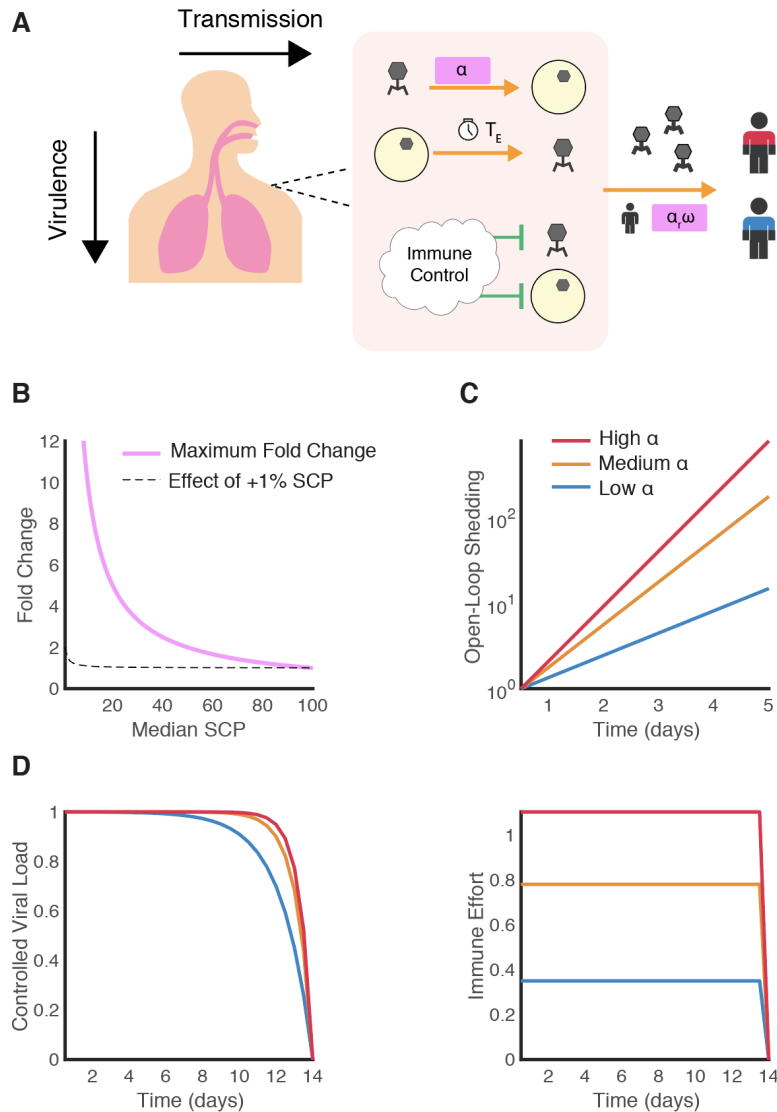 A
Transmission
Virulence
α
T_E
Immune
Control
α_rω
B
12
10
8
6
4
2
0
Fold Change
Maximum Fold Change
Effect of +1% SCP
20 40 60 80 100
Median SCP
C
High α
Medium α
Low α
Open-Loop Shedding
10^2
10^1
10^0
1 2 3 4 5
Time (days)
D
1
0.8
0.6
0.4
0.2
0
Controlled Viral Load
2 4 6 8 10 12 14
Time (days)
1
0.8
0.6
0.4
0.2
0
Immune Effort
2 4 6 8 10 12 14
Time (days)